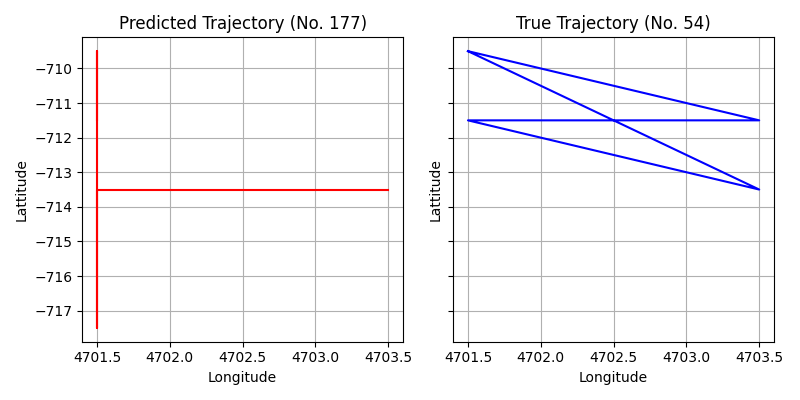 Predicted Trajectory (No. 177)
True Trajectory (No. 54)
Lattitude
−710
−711
−712
−713
−714
−715
−716
−717
4701.5 4702.0 4702.5 4703.0 4703.5
Longitude
Lattitude
4701.5 4702.0 4702.5 4703.0 4703.5
Longitude